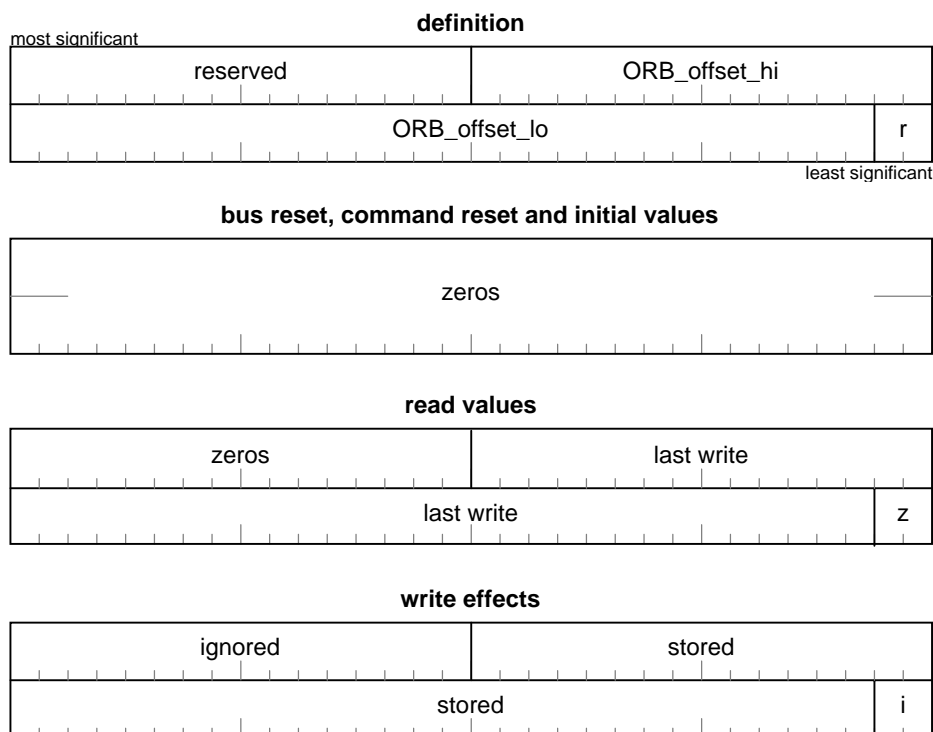 definition
most significant
reserved ORB_offset_hi
ORB_offset_lo r
least significant
bus reset, command reset and initial values
zeros
read values
zeros last write
last write z
write effects
ignored stored
stored i